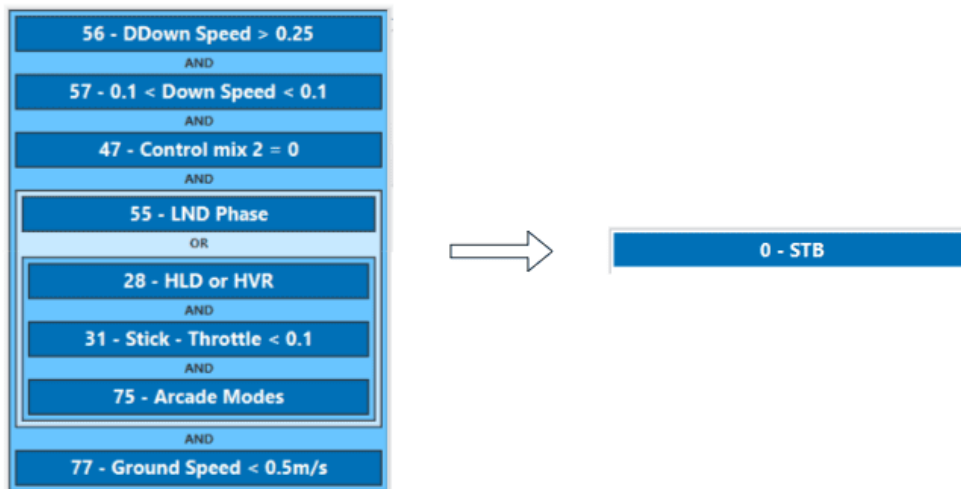 56 - DDown Speed > 0.25
AND
57 - 0.1 < Down Speed < 0.1
AND
47 - Control mix 2 = 0
AND
55 - LND Phase
OR
28 - HLD or HVR
AND
31 - Stick - Throttle < 0.1
AND
75 - Arcade Modes
AND
77 - Ground Speed < 0.5m/s
0 - STB